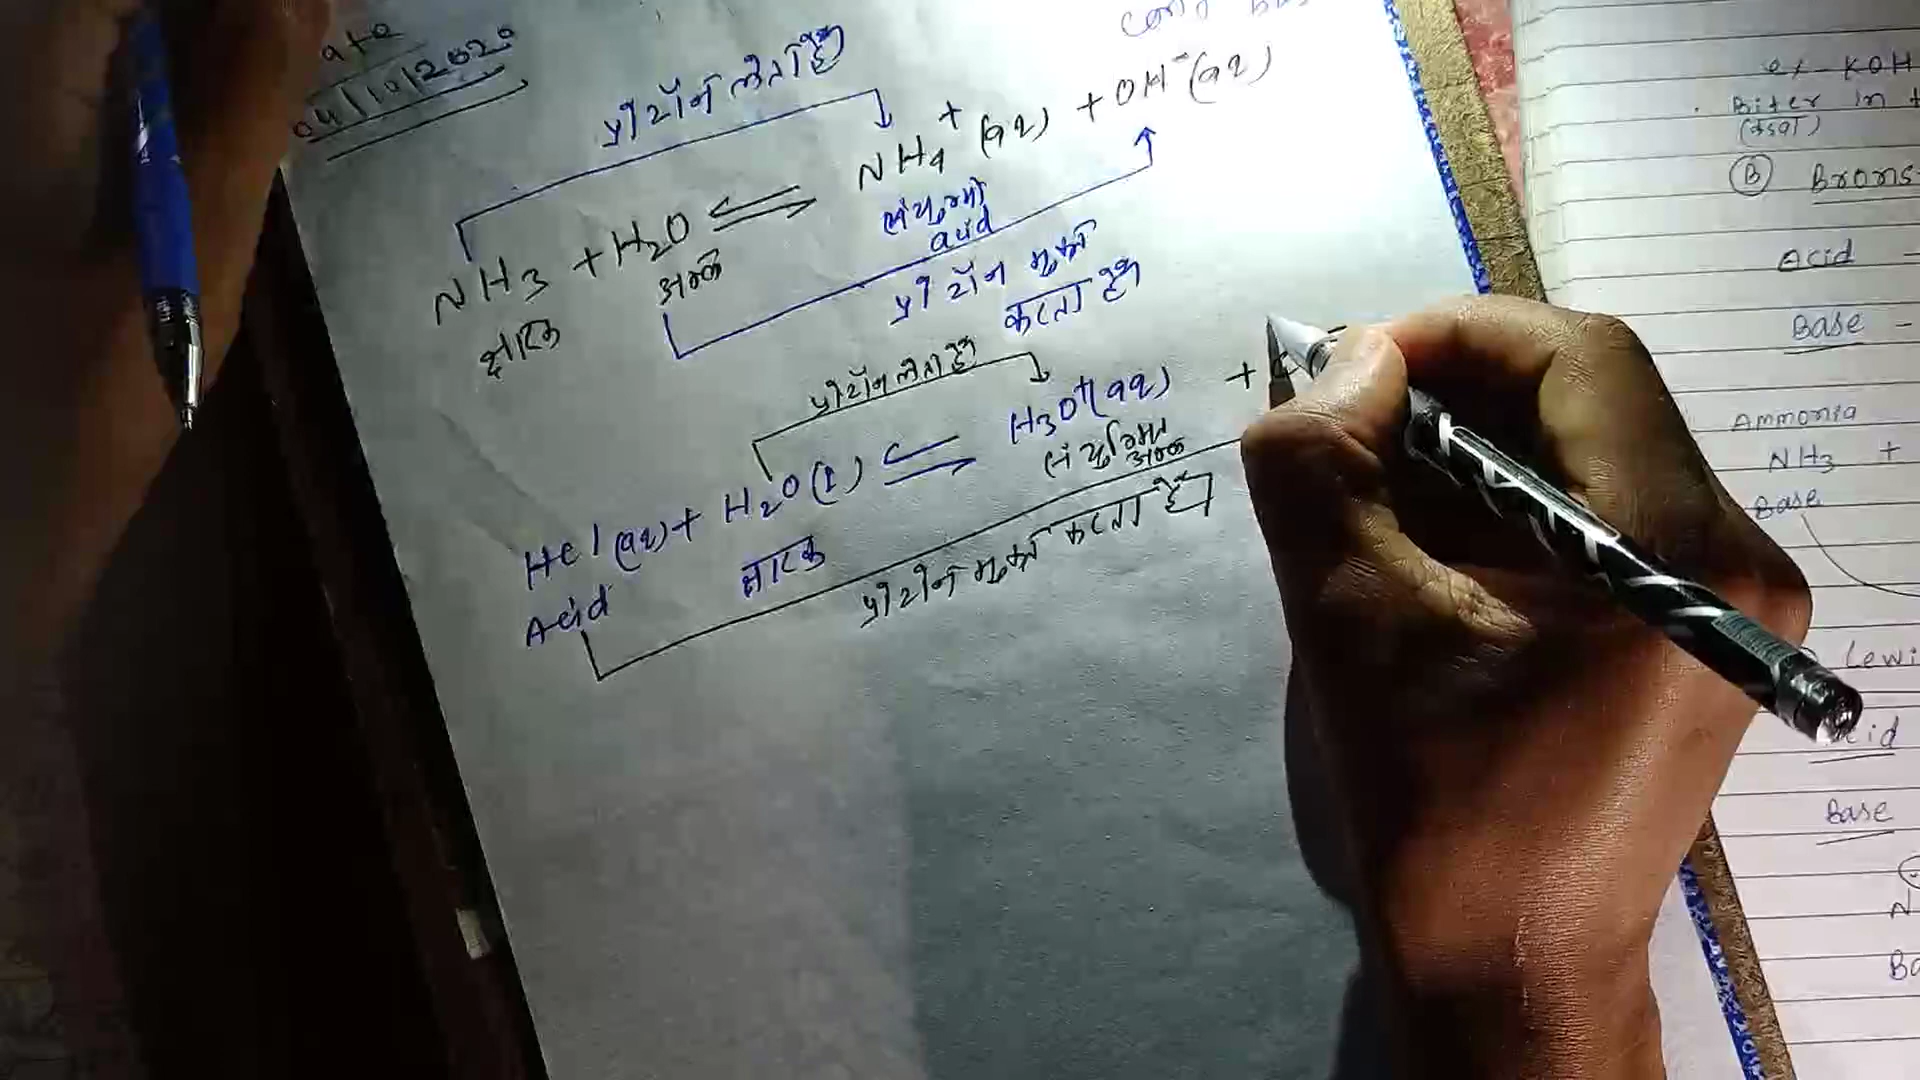 04/10/2020
प्रोटॉन लेता है
NH3 + H2O ⇌ NH4+ (aq) + OH-(aq)
क्षारक
अम्ल
संयुग्मी
acid
प्रोटॉन मुक्त
करता है
प्रोटॉन लेता है
HCl(aq) + H2O(l) ⇌ H3O+(aq) +
Acid
क्षारक
अम्ल
प्रोटोन मुक्त करता है
ex KOH
Biter in
(कड़वा)
B Brons
Acid -
Base -
Ammonia
NH3 +
Base
Lewi
Base